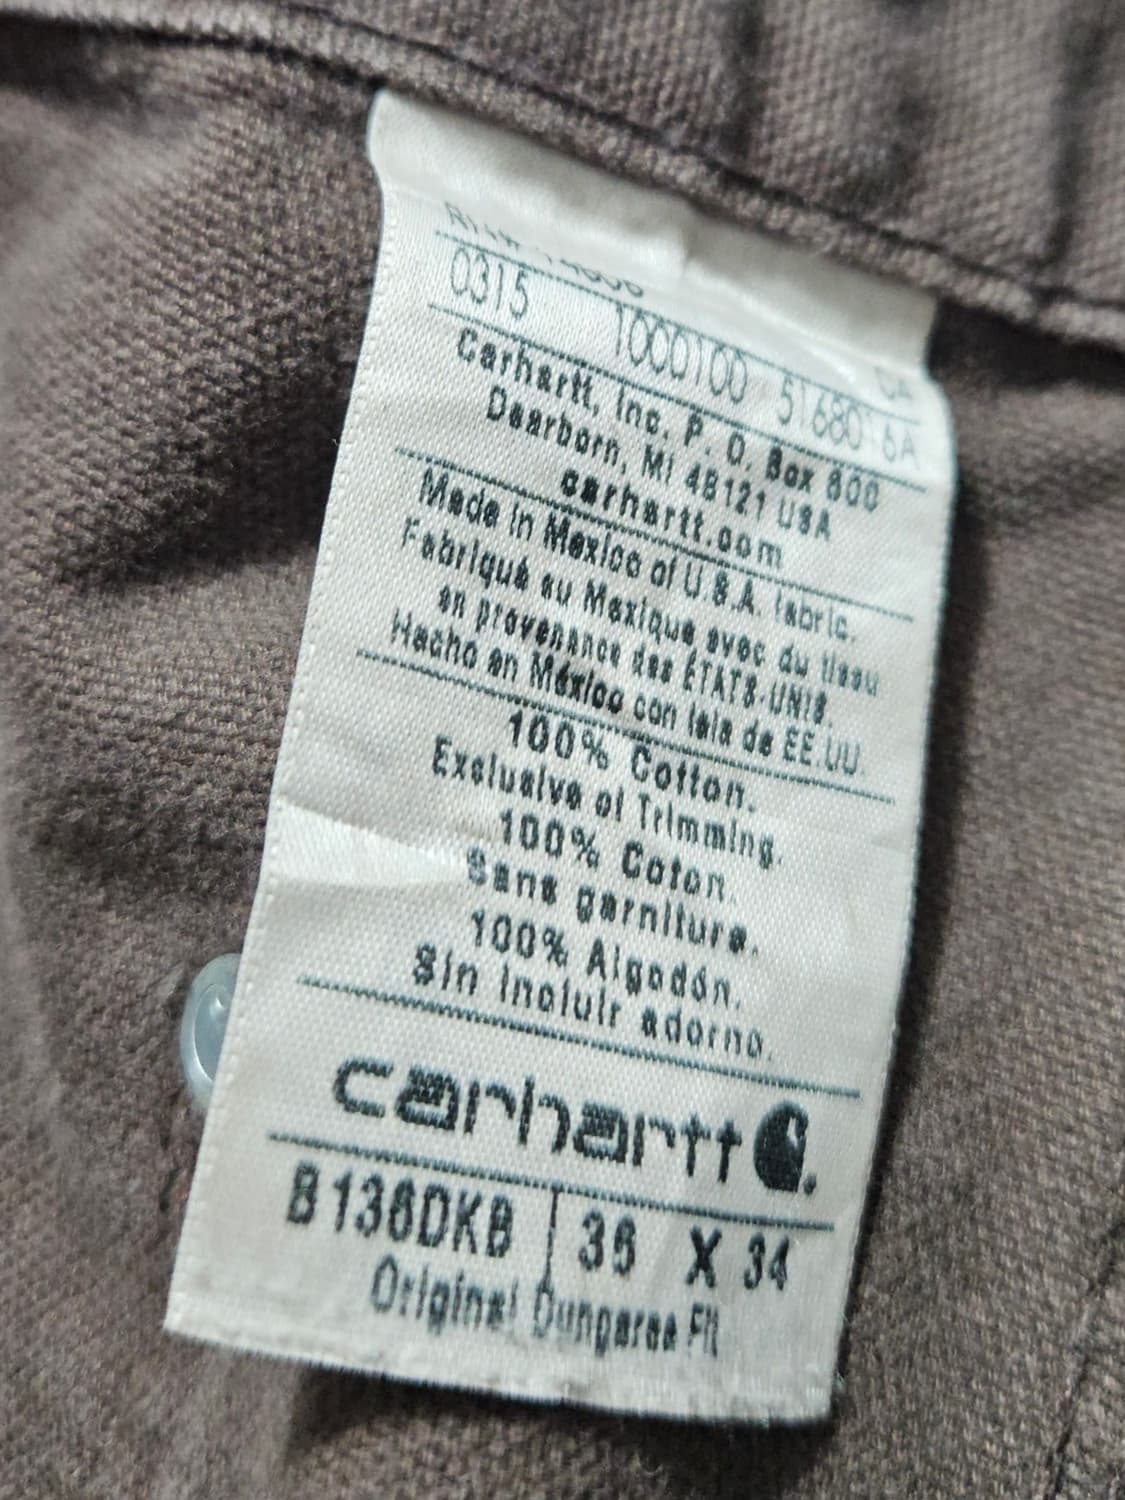 0315 1000100 5168016A
Carhartt, Inc. P. O. Box 600
Dearborn, MI 48121 USA
carhartt.com
Made in Mexico of U.S.A. fabric.
Fabriqué au Mexique avec du tissu
en provenance des ÉTATS-UNIS.
Hecho en México con tela de EE.UU.
100% Cotton.
Exclusive of Trimming.
100% Coton.
Sans garniture.
100% Algodón.
Sin incluir adorno.
carhartt
B136DKB 36 X 34
Original Dungaree Fit